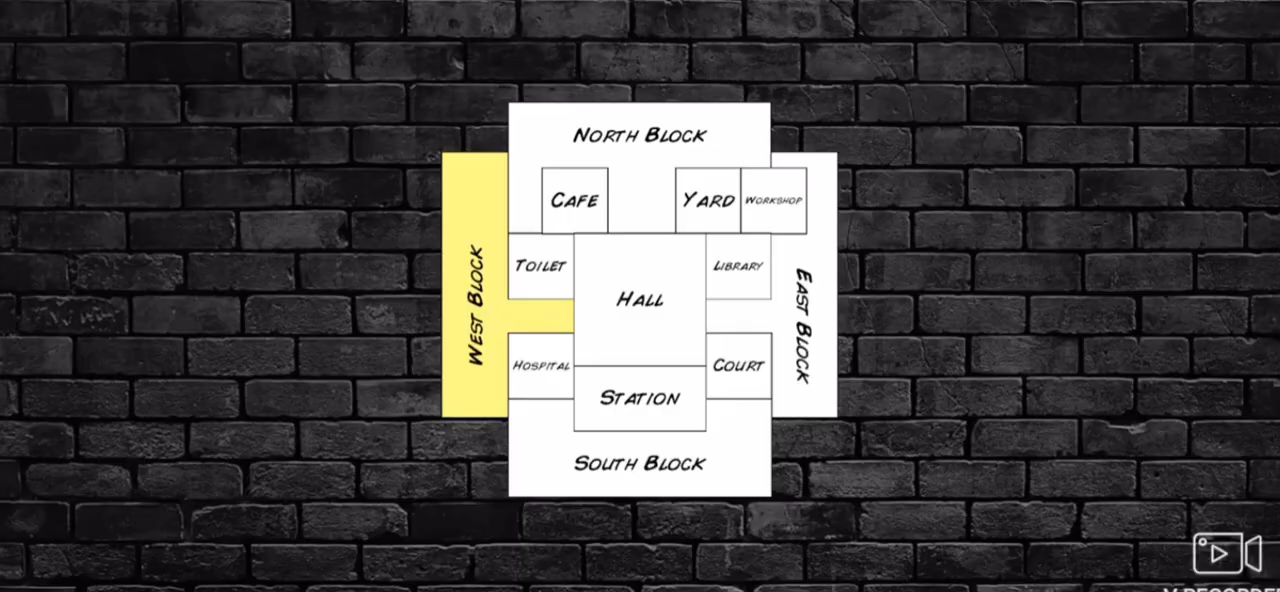 NORTH BLOCK
CAFE
YARD
WORKSHOP
TOILET
LIBRARY
HALL
WEST BLOCK
EAST BLOCK
HOSPITAL
COURT
STATION
SOUTH BLOCK